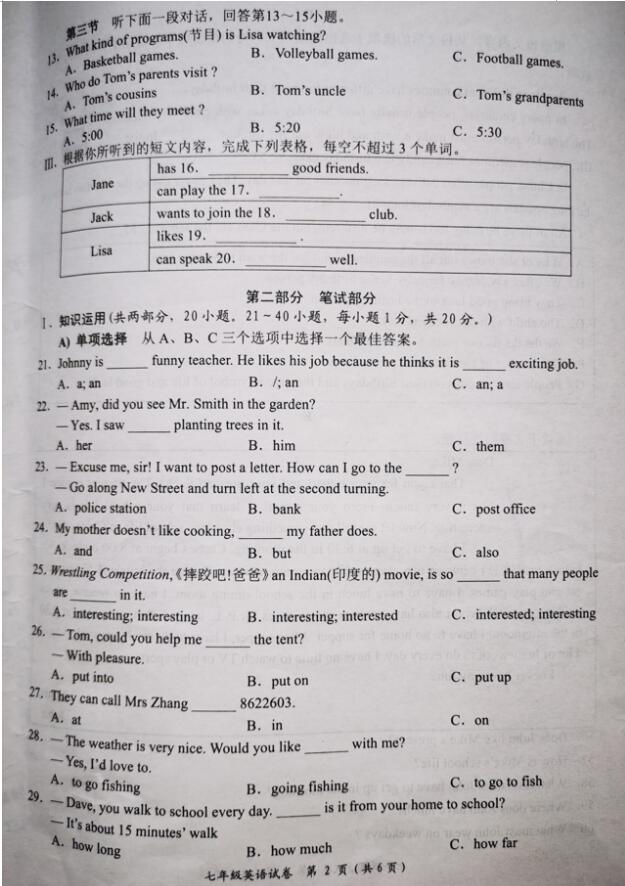 第三节 听下面一段对话，回答第13～15小题。
13. What kind of programs(节目) is Lisa watching?
A. Basketball games. B. Volleyball games. C. Football games.
14. Who do Tom's parents visit ?
A. Tom's cousins B. Tom's uncle C. Tom's grandparents
15. What time will they meet ?
A. 5:00 B. 5:20 C. 5:30
III. 根据你所听到的短文内容，完成下列表格，每空不超过 3 个单词。
Jane has 16. ________ good friends.
can play the 17. ________.
Jack wants to join the 18. ________ club.
Lisa likes 19. ________ .
can speak 20. ________ well.
第二部分 笔试部分
I. 知识运用(共两部分，20 小题。21～40 小题，每小题 1 分，共 20 分。)
A) 单项选择 从 A、B、C 三个选项中选择一个最佳答案。
21. Johnny is ______ funny teacher. He likes his job because he thinks it is ______ exciting job.
A. a; an B. /; an C. an; a
22. — Amy, did you see Mr. Smith in the garden?
— Yes. I saw ______ planting trees in it.
A. her B. him C. them
23. — Excuse me, sir! I want to post a letter. How can I go to the ______ ?
— Go along New Street and turn left at the second turning.
A. police station B. bank C. post office
24. My mother doesn't like cooking, ______ my father does.
A. and B. but C. also
25. Wrestling Competition,《摔跤吧!爸爸》an Indian(印度的) movie, is so ______ that many people
are ______ in it.
A. interesting; interesting B. interesting; interested C. interested; interesting
26. — Tom, could you help me ______ the tent?
— With pleasure.
A. put into B. put on C. put up
27. They can call Mrs Zhang ______ 8622603.
A. at B. in C. on
28. — The weather is very nice. Would you like ______ with me?
— Yes, I'd love to.
A. to go fishing B. going fishing C. to go to fish
29. — Dave, you walk to school every day. ______ is it from your home to school?
— It's about 15 minutes' walk
A. how long B. how much C. how far
七年级英语试卷 第 2 页 (共 6 页)